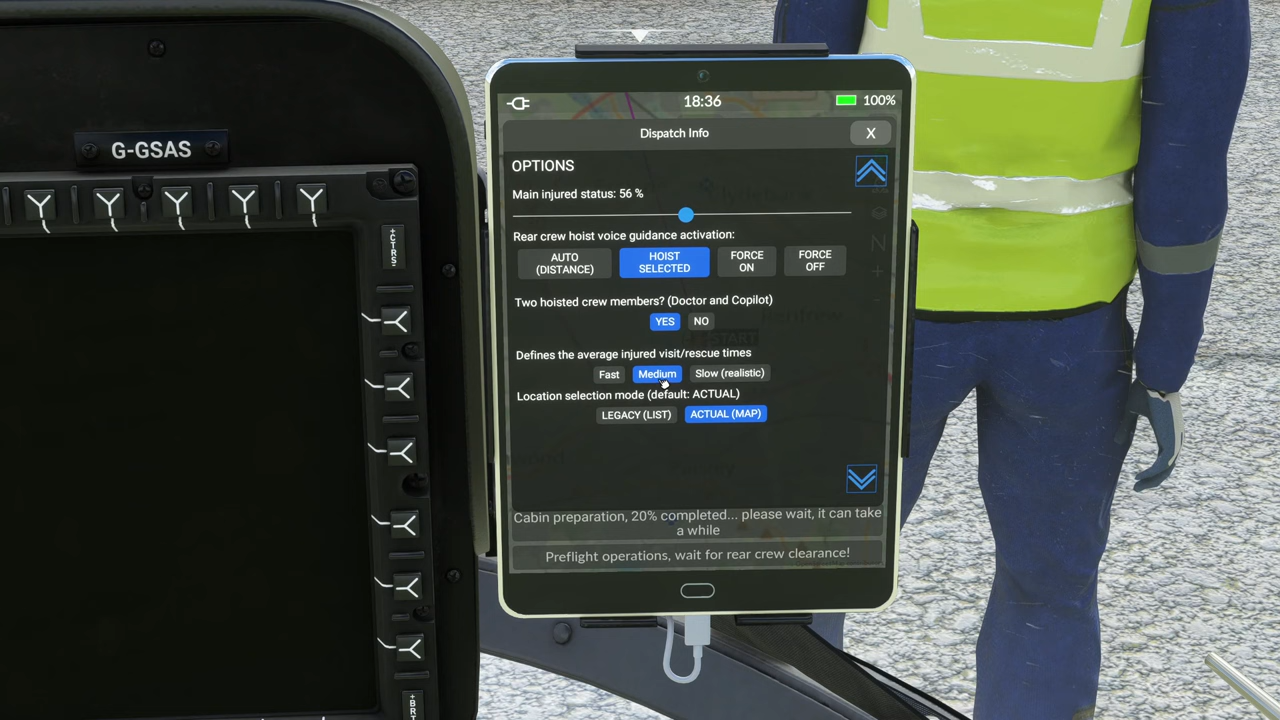 G-GSAS
18:36
100%
Dispatch Info
X
OPTIONS
Main injured status: 56 %
Rear crew hoist voice guidance activation:
AUTO (DISTANCE)
HOIST SELECTED
FORCE ON
FORCE OFF
Two hoisted crew members? (Doctor and Copilot)
YES NO
Defines the average injured visit/rescue times
Fast Medium Slow (realistic)
Location selection mode (default: ACTUAL)
LEGACY (LIST) ACTUAL (MAP)
Cabin preparation, 20% completed... please wait, it can take
a while
Preflight operations, wait for rear crew clearance!
CTRS
BRT
START